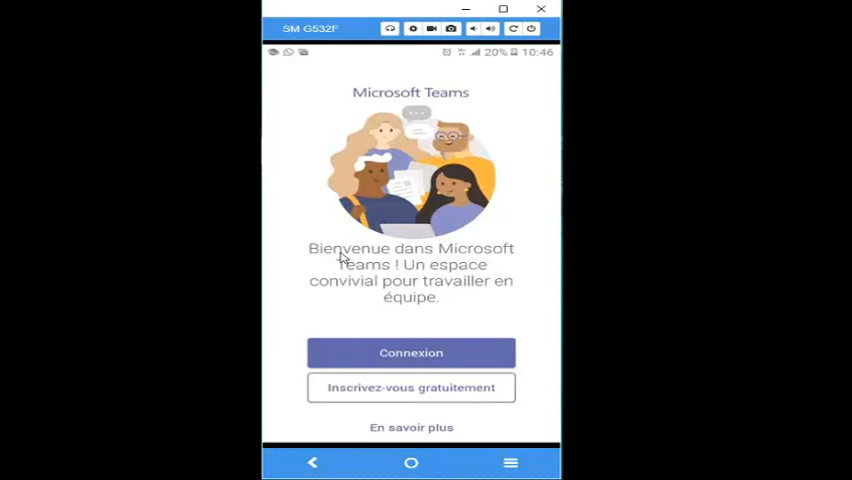 SM G532F
20% 10:46
Microsoft Teams
Bienvenue dans Microsoft
Teams ! Un espace
convivial pour travailler en
équipe.
Connexion
Inscrivez-vous gratuitement
En savoir plus